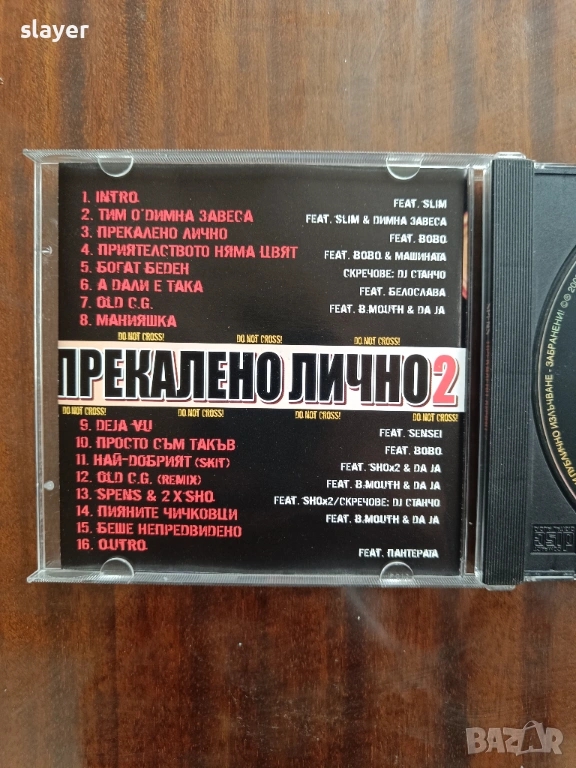 slayer
1. INTRO
FEAT. SLIM
2. ТИМ О'ДИМНА ЗАВЕСА
FEAT. SLIM & ДИМНА ЗАВЕСА
3. ПРЕКАЛЕНО ЛИЧНО
FEAT. BOBO
4. ПРИЯТЕЛСТВОТО НЯМА ЦВЯТ
FEAT. BOBO & МАШИНАТА
5. БОГАТ БЕДЕН
СКРЕЧОВЕ: DJ СТАНЧО
6. А ДАЛИ Е ТАКА
FEAT. БЕЛОСЛАВА
7. OLD C.G.
FEAT. B.MOUTH & DA JA
8. МАНИЯШКА
DO NOT CROSS! DO NOT CROSS! DO NOT CROSS!
ПРЕКАЛЕНО ЛИЧНО 2
DO NOT CROSS! DO NOT CROSS! DO NOT CROSS! DO NOT CROSS!
9. DEJA-VU
FEAT. SENSEI
10. ПРОСТО СЪМ ТАКЪВ
FEAT. BOBO
11. НАЙ-ДОБРИЯТ (SKIT)
FEAT. SHOx2 & DA JA
12. OLD C.G. (REMIX)
FEAT. B.MOUTH & DA JA
13. SPENS & 2 X SHO
FEAT. SHOx2/СКРЕЧОВЕ: DJ СТАНЧО
14. ПИЯНИТЕ ЧИЧКОВЦИ
FEAT. B.MOUTH & DA JA
15. БЕШЕ НЕПРЕДВИДЕНО
16. OUTRO
FEAT. ПАНТЕРАТА
ПУБЛИЧНО ИЗЛЪЧВАНЕ - ЗАБРАНЕНИ!
BAZAR